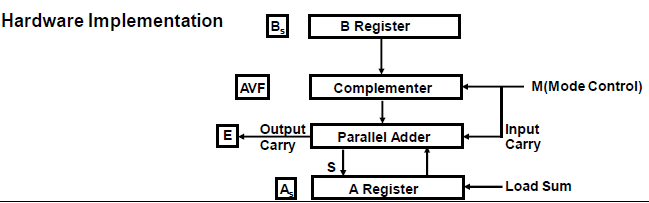 Hardware Implementation
Bs
B Register
AVF
Complementer
M(Mode Control)
E
Output
Carry
Parallel Adder
Input
Carry
S
As
A Register
Load Sum